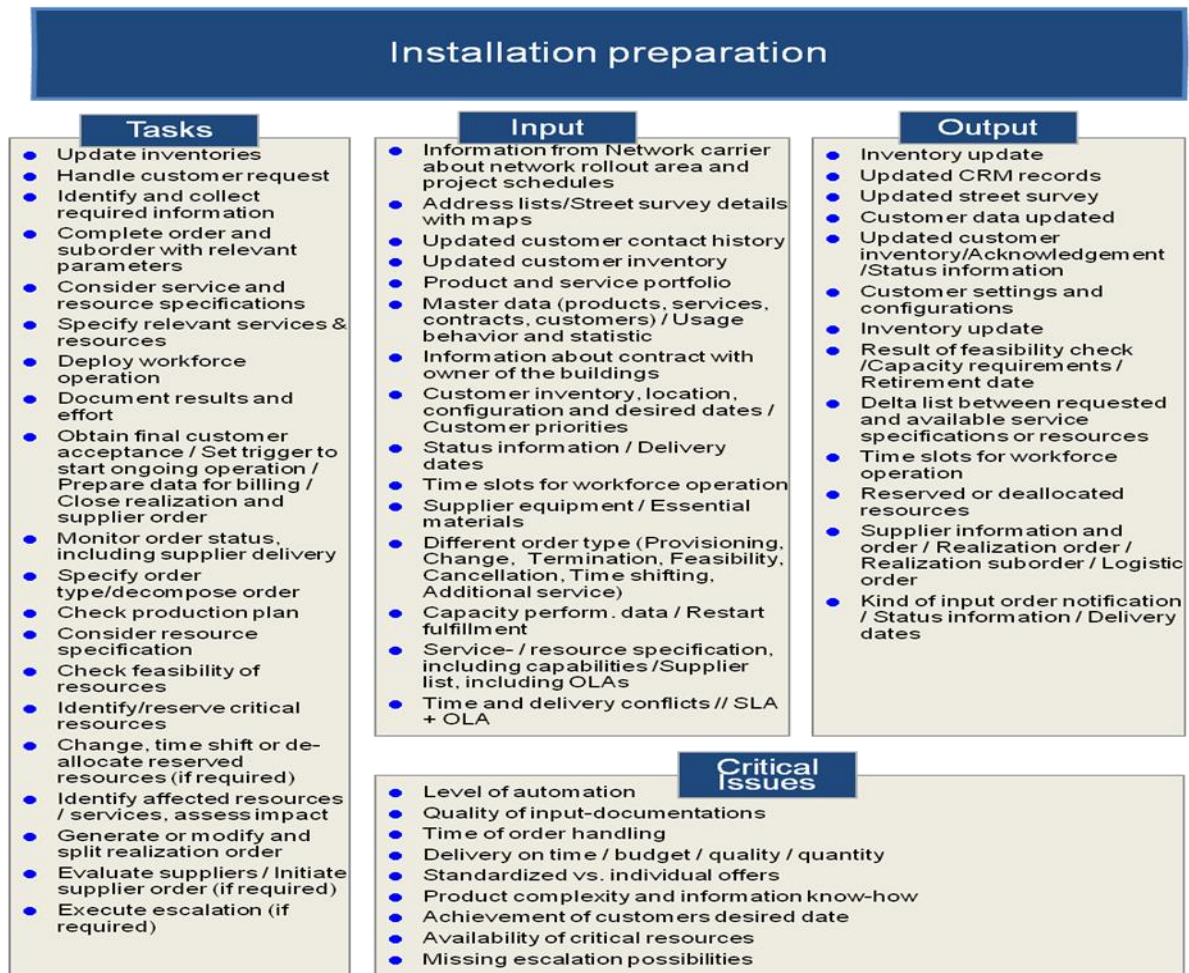 Installation preparation
Tasks
Update inventories
Handle customer request
Identify and collect
required information
Complete order and
suborder with relevant
parameters
Consider service and
resource specifications
Specify relevant services &
resources
Deploy workforce
operation
Document results and
effort
Obtain final customer
acceptance / Set trigger to
start ongoing operation /
Prepare data for billing /
Close realization and
supplier order
Monitor order status,
including supplier delivery
Specify order
type/decompose order
Check production plan
Consider resource
specification
Check feasibility of
resources
Identify/reserve critical
resources
Change, time shift or de-
allocate reserved
resources (if required)
Identify affected resources
/ services, assess impact
Generate or modify and
split realization order
Evaluate suppliers / Initiate
supplier order (if required)
Execute escalation (if
required)
Input
Information from Network carrier
about network rollout area and
project schedules
Address lists/Street survey details
with maps
Updated customer contact history
Updated customer inventory
Product and service portfolio
Master data (products, services,
contracts, customers) / Usage
behavior and statistic
Information about contract with
owner of the buildings
Customer inventory, location,
configuration and desired dates /
Customer priorities
Status information / Delivery
dates
Time slots for workforce operation
Supplier equipment / Essential
materials
Different order type (Provisioning,
Change, Termination, Feasibility,
Cancellation, Time shifting,
Additional service)
Capacity perform. data / Restart
fulfillment
Service- / resource specification,
including capabilities /Supplier
list, including OLAs
Time and delivery conflicts // SLA
+ OLA
Output
Inventory update
Updated CRM records
Updated street survey
Customer data updated
Updated customer
inventory/Acknowledgement
/Status information
Customer settings and
configurations
Inventory update
Result of feasibility check
/Capacity requirements /
Retirement date
Delta list between requested
and available service
specifications or resources
Time slots for workforce
operation
Reserved or deallocated
resources
Supplier information and
order / Realization order /
Realization suborder / Logistic
order
Kind of input order notification
/ Status information / Delivery
dates
Critical
Issues
Level of automation
Quality of input-documentations
Time of order handling
Delivery on time / budget / quality / quantity
Standardized vs. individual offers
Product complexity and information know-how
Achievement of customers desired date
Availability of critical resources
Missing escalation possibilities